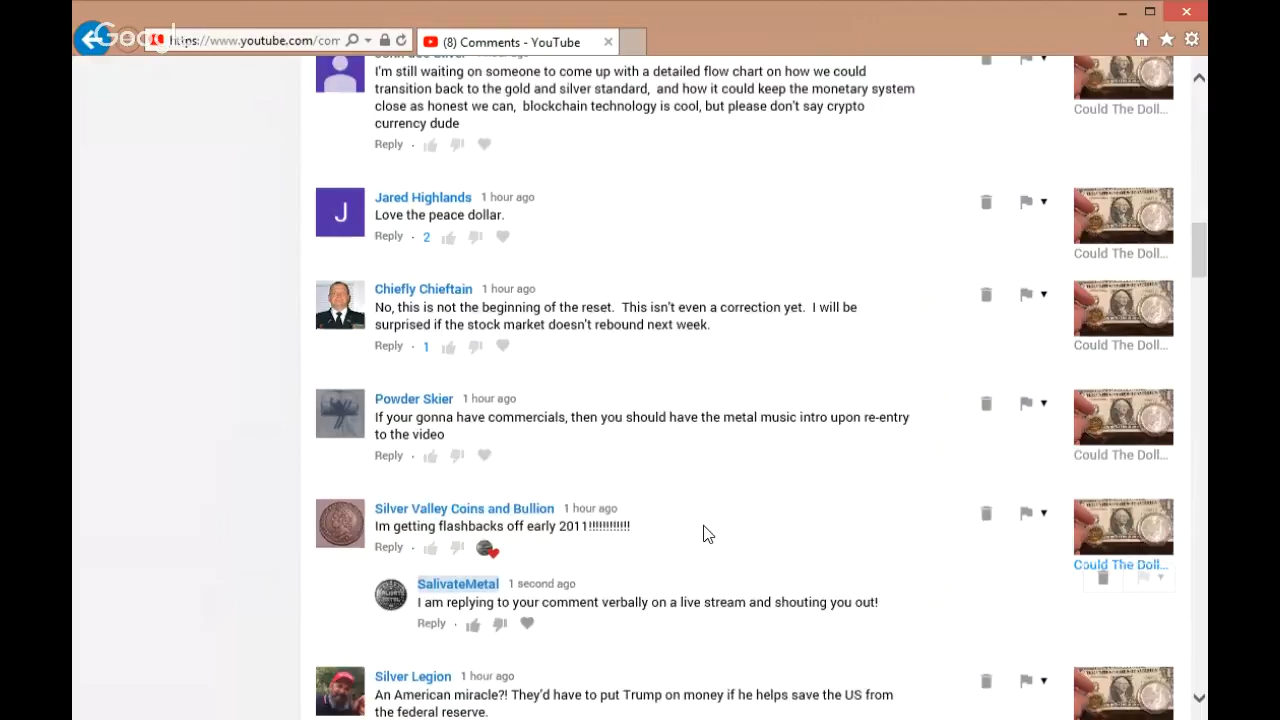 Google
https://www.youtube.com/com
(8) Comments - YouTube
I'm still waiting on someone to come up with a detailed flow chart on how we could
transition back to the gold and silver standard, and how it could keep the monetary system
close as honest we can, blockchain technology is cool, but please don't say crypto
currency dude
Reply ·
Could The Doll...
Jared Highlands 1 hour ago
Love the peace dollar.
Reply · 2
Could The Doll...
Chiefly Chieftain 1 hour ago
No, this is not the beginning of the reset. This isn't even a correction yet. I will be
surprised if the stock market doesn't rebound next week.
Reply 1
Could The Doll...
Powder Skier 1 hour ago
If your gonna have commercials, then you should have the metal music intro upon re-entry
to the video
Reply ·
Could The Doll...
Silver Valley Coins and Bullion 1 hour ago
Im getting flashbacks off early 2011!!!!!!!!!!!!
Reply ·
Could The Doll...
SalivateMetal 1 second ago
I am replying to your comment verbally on a live stream and shouting you out!
Reply ·
Silver Legion 1 hour ago
An American miracle?! They'd have to put Trump on money if he helps save the US from
the federal reserve.